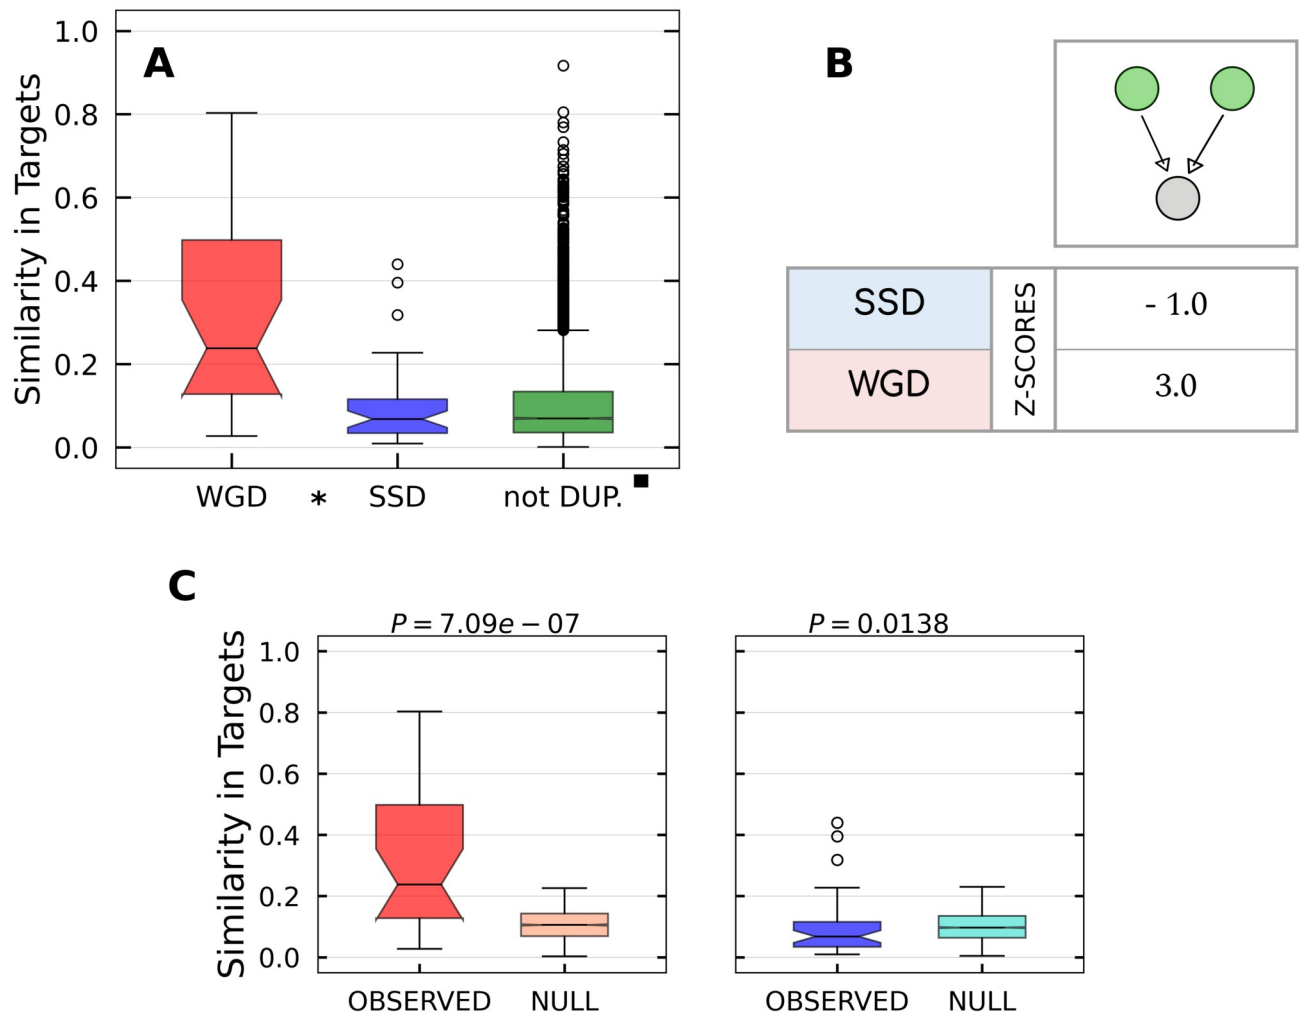 A
1.0
0.8
0.6
0.4
0.2
0.0
Similarity in Targets
WGD * SSD not DUP. ■
B
SSD
WGD
Z-SCORES
- 1.0
3.0
C
P = 7.09e − 07
1.0
0.8
0.6
0.4
0.2
0.0
Similarity in Targets
OBSERVED NULL
P = 0.0138
OBSERVED NULL